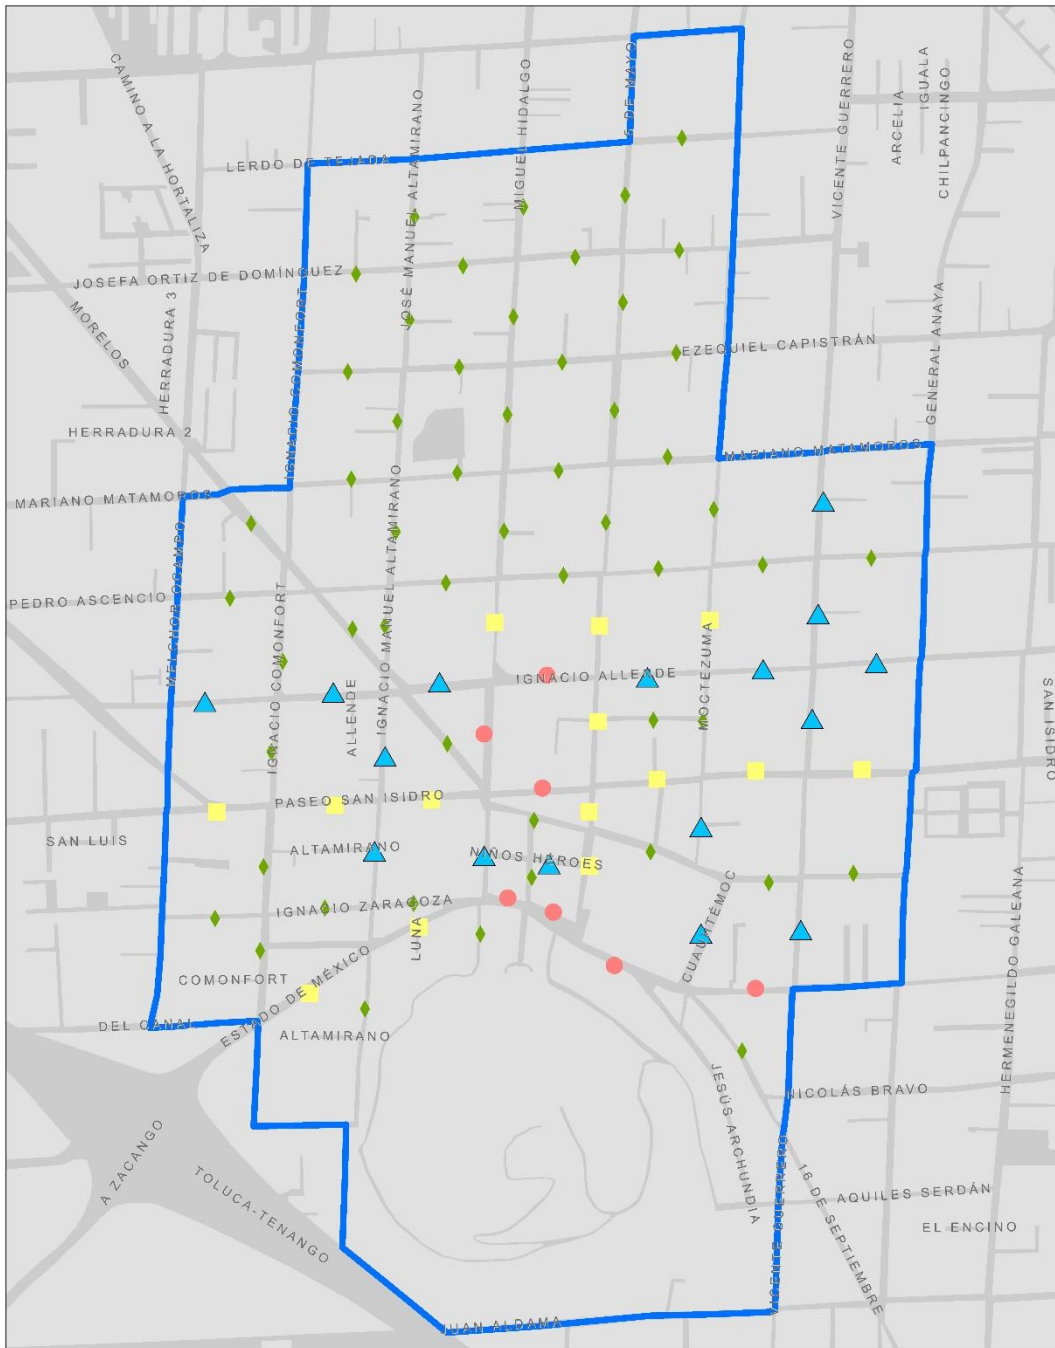 CAMINO A LA HORTALIZA
LERDO DE TEJADA
JOSÉ MANUEL ALTAMIRANO
MIGUEL HIDALGO
5 DE MAYO
VICENTE GUERRERO
ARCELIA
IGUALA
CHILPANCINGO
JOSEFA ORTIZ DE DOMÍNGUEZ
MORELOS
HERRADURA 3
IGNACIO COMONFORT
EZEQUIEL CAPISTRÁN
GENERAL ANAYA
HERRADURA 2
MARIANO MATAMOROS
MARIANO MATAMOROS
MELCHOR OCAMPO
IGNACIO MANUEL ALTAMIRANO
PEDRO ASCENCIO
IGNACIO COMONFORT
ALLENDE
IGNACIO ALLENDE
MOCTEZUMA
SAN ISIDRO
PASEO SAN ISIDRO
SAN LUIS
ALTAMIRANO
NIÑOS HÉROES
IGNACIO ZARAGOZA
LUNA
CUAUHTÉMOC
HERMENEGILDO GALEANA
COMONFORT
ESTADO DE MÉXICO
DEL CANAL
ALTAMIRANO
JESÚS ARCHUNDIA
NICOLÁS BRAVO
A ZACANGO
TOLUCA-TENANGO
VICENTE GUERRERO
16 DE SEPTIEMBRE
AQUILES SERDÁN
EL ENCINO
JUAN ALDAMA